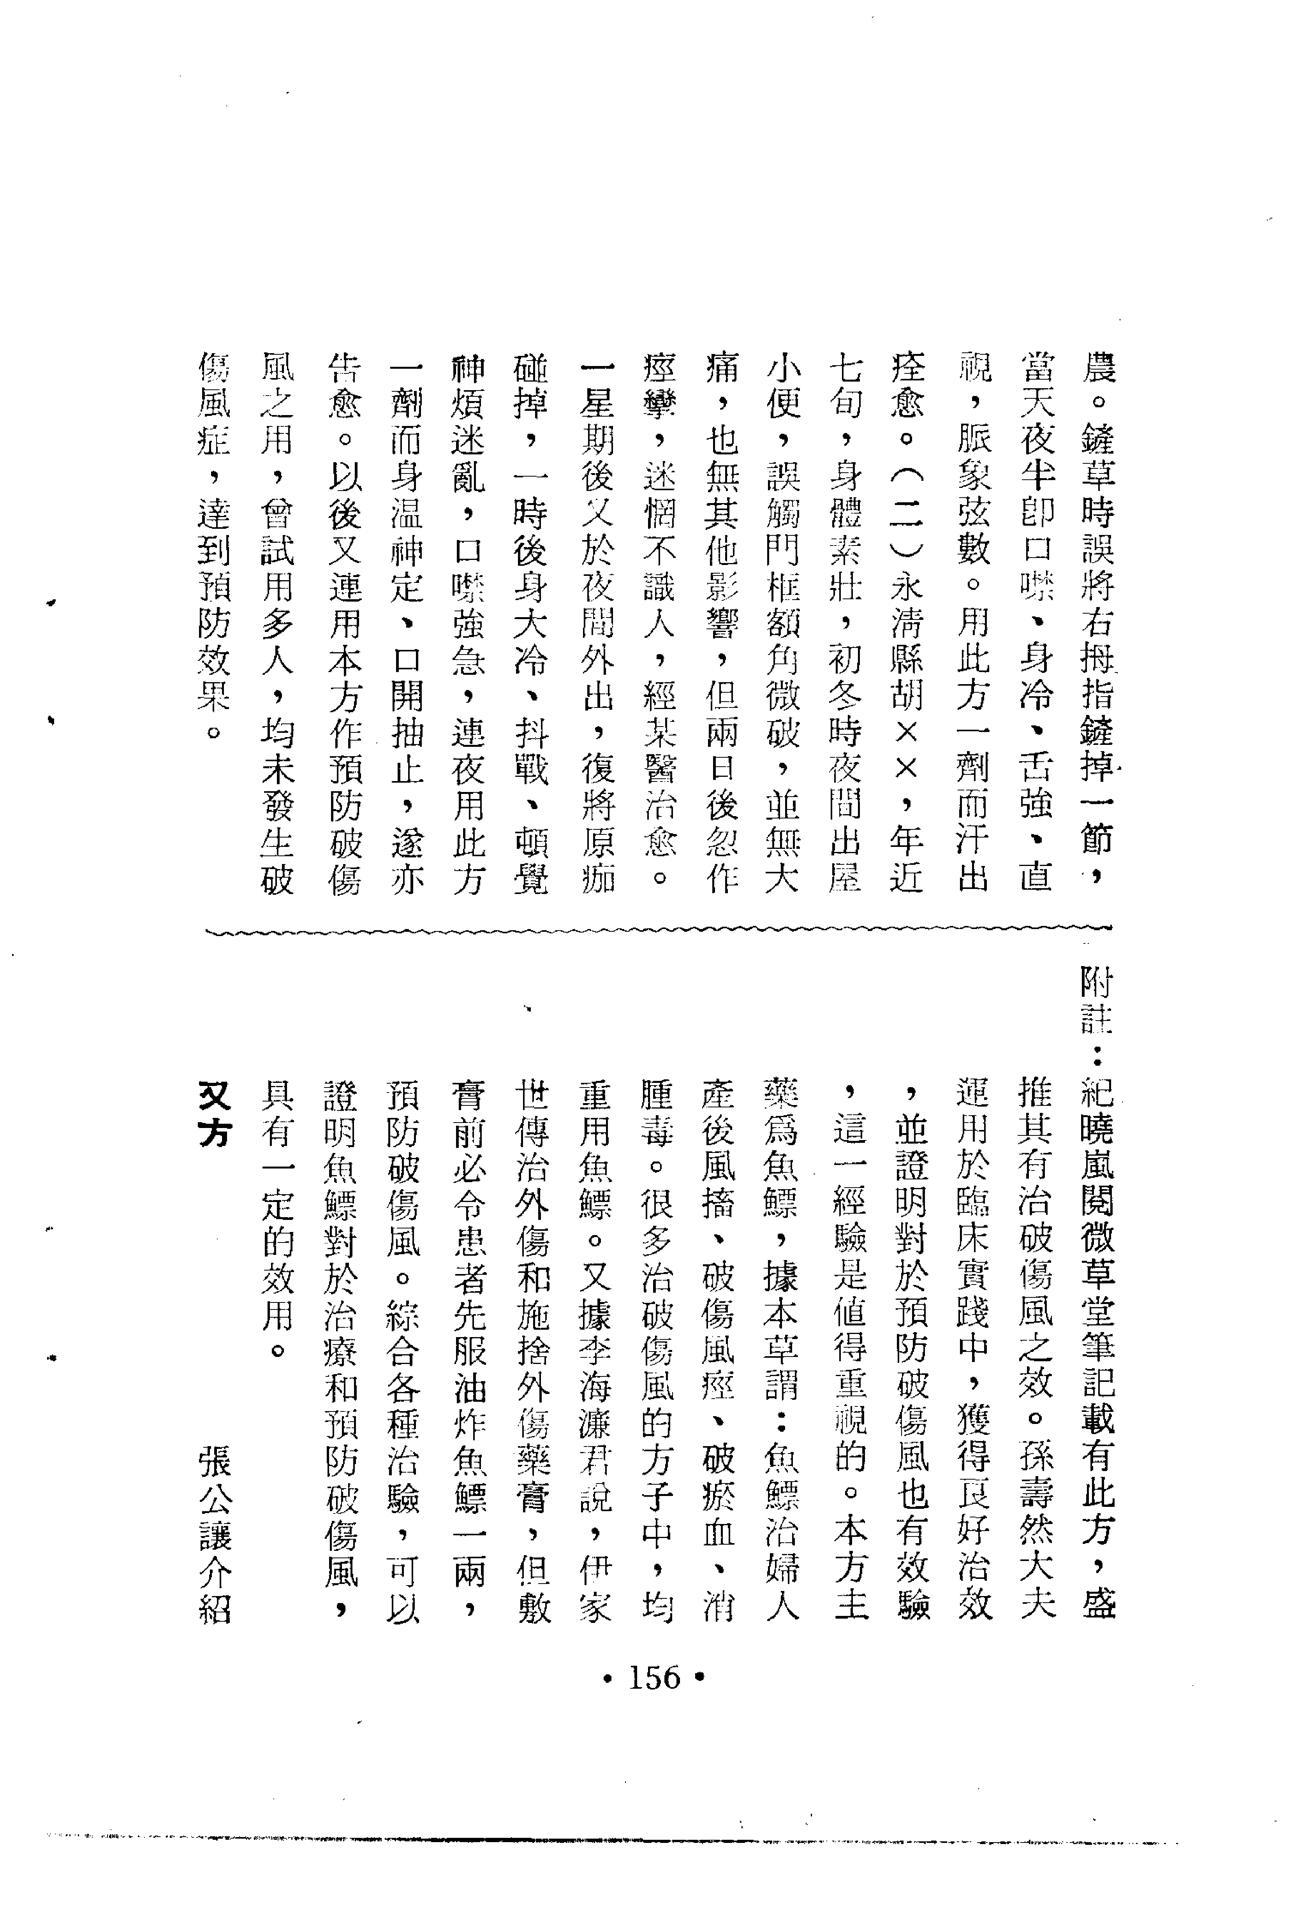 農。鏟草時誤將右拇指鏟掉一節，
當天夜半卽口噤、身冷、舌強、直
視，脈象弦數。用此方一劑而汗出
痊愈。（二）永淸縣胡××，年近
七旬，身體素壯，初冬時夜間出屋
小便，誤觸門框額角微破，並無大
痛，也無其他影響，但兩日後忽作
痙攣，迷惘不識人，經某醫治愈。
一星期後又於夜間外出，復將原痂
碰掉，一時後身大冷、抖戰、頓覺
神煩迷亂，口噤強急，連夜用此方
一劑而身温神定、口開抽止，遂亦
告愈。以後又連用本方作預防破傷
風之用，曾試用多人，均未發生破
傷風症，達到預防效果。
附註：紀曉嵐閱微草堂筆記載有此方，盛
推其有治破傷風之效。孫壽然大夫
運用於臨床實踐中，獲得良好治效
，並證明對於預防破傷風也有效驗
，這一經驗是値得重視的。本方主
藥爲魚鰾，據本草謂：魚鰾治婦人
產後風搐、破傷風痙、破瘀血、消
腫毒。很多治破傷風的方子中，均
重用魚鰾。又據李海濂君說，伊家
世傳治外傷和施捨外傷藥膏，但敷
膏前必令患者先服油炸魚鰾一兩，
預防破傷風。綜合各種治驗，可以
證明魚鰾對於治療和預防破傷風，
具有一定的效用。
又方　張公讓介紹
• 156 •